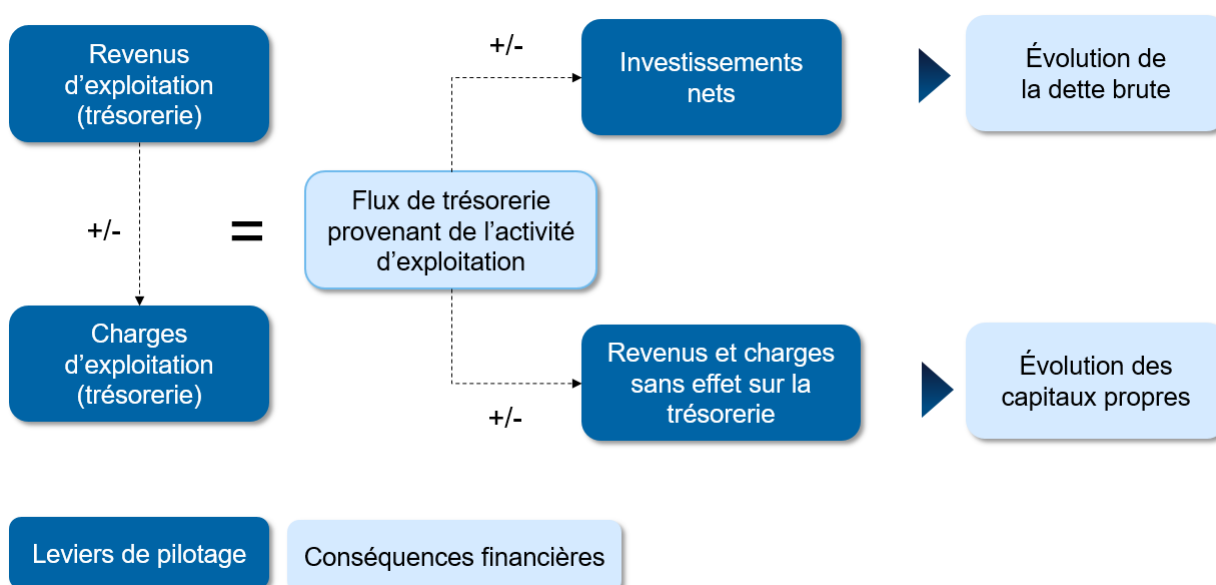 Revenus
d’exploitation
(trésorerie)
+/-
Charges
d’exploitation
(trésorerie)
=
Flux de trésorerie
provenant de l’activité
d’exploitation
+/-
Investissements
nets
Évolution de
la dette brute
+/-
Revenus et charges
sans effet sur la
trésorerie
Évolution des
capitaux propres
Leviers de pilotage
Conséquences financières